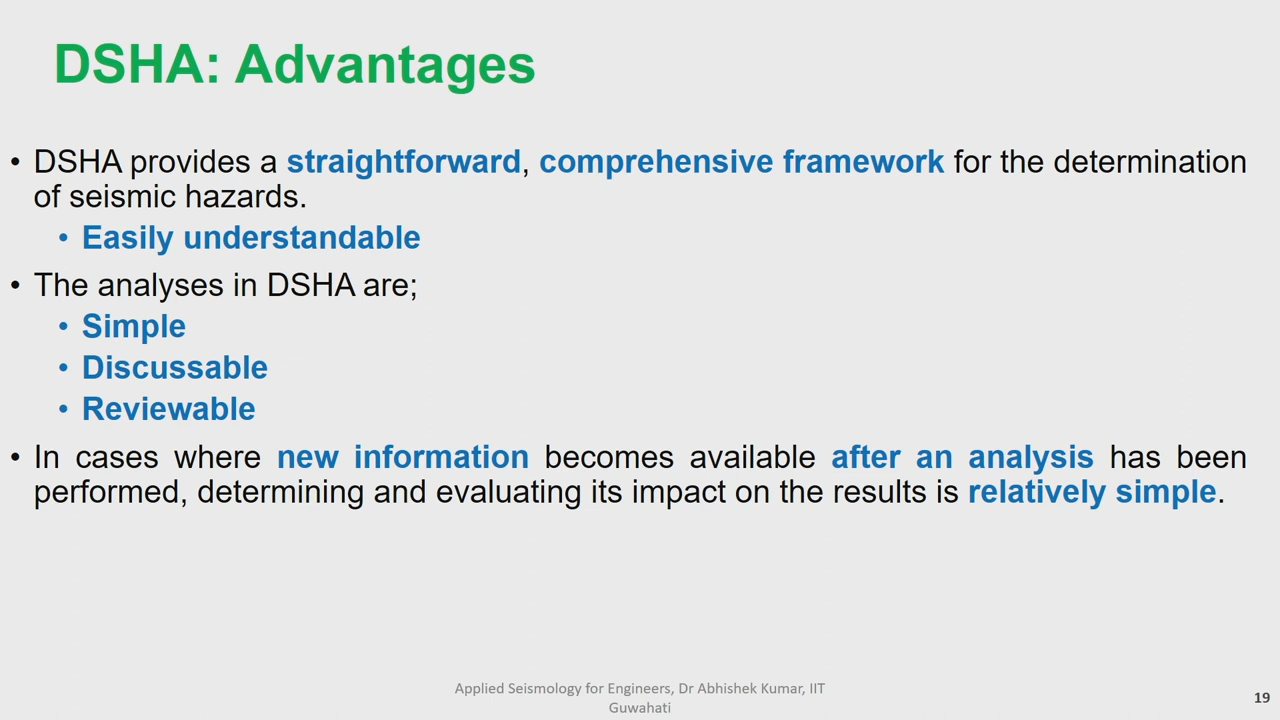 DSHA: Advantages
• DSHA provides a straightforward, comprehensive framework for the determination
of seismic hazards.
• Easily understandable
• The analyses in DSHA are;
• Simple
• Discussable
• Reviewable
• In cases where new information becomes available after an analysis has been
performed, determining and evaluating its impact on the results is relatively simple.
Applied Seismology for Engineers, Dr Abhishek Kumar, IIT
Guwahati
19